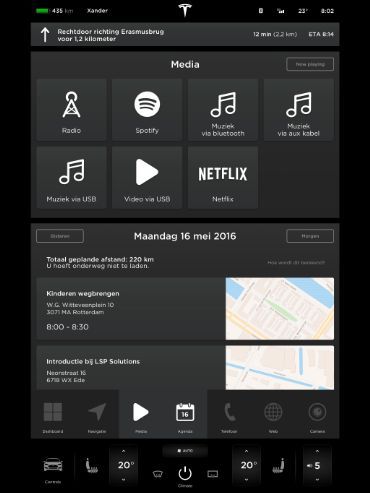 435 km Xander 23° 8:02
Rechtdoor richting Erasmusbrug
voor 1,2 kilometer
12 min (2,2 km) ETA 8:14
Media
Now playing
Radio
Spotify
Muziek
via bluetooth
Muziek
via aux kabel
Muziek via USB
Video via USB
NETFLIX
Netflix
Gisteren
Maandag 16 mei 2016
Morgen
Totaal geplande afstand: 220 km
U hoeft onderweg niet te laden.
Hoe wordt dit berekend?
Kinderen wegbrengen
W.G. Witteveenplein 10
3071 MA Rotterdam
8:00 - 8:30
Introductie bij LSP Solutions
Neonstraat 16
6718 WX Ede
16
Dashboard
Navigatie
Media
Agenda
Telefoon
Web
Camera
AUTO
20°
20°
5
Controls
Climate